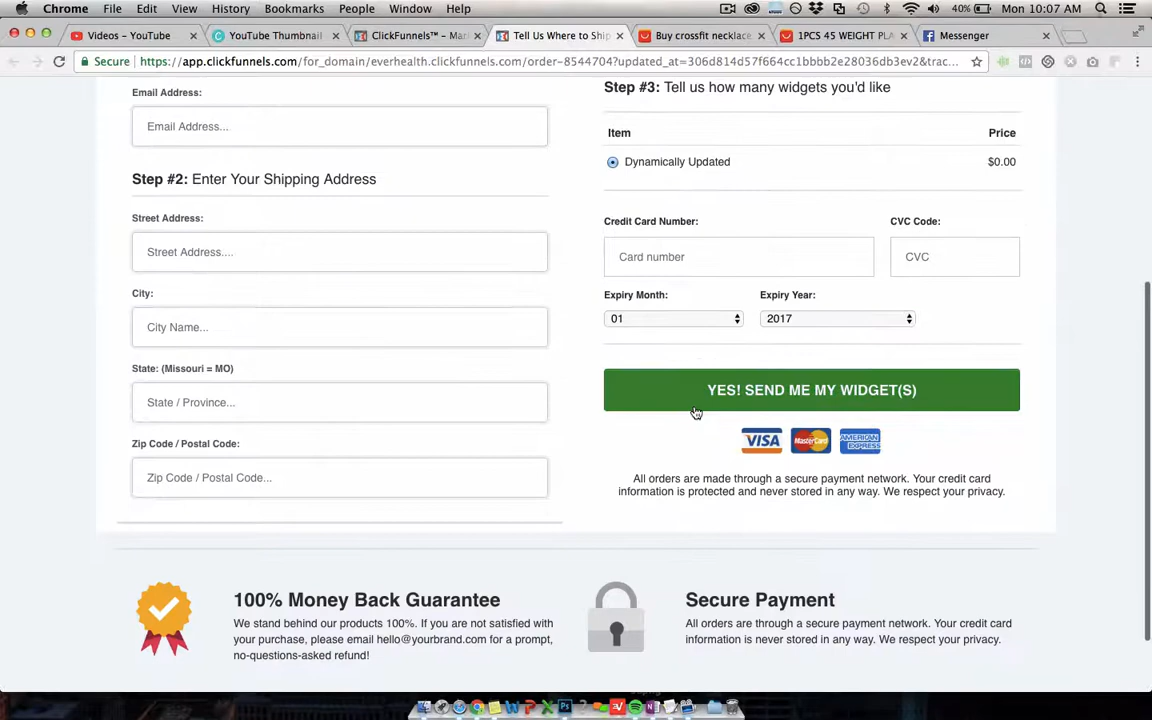 Chrome File Edit View History Bookmarks People Window Help 40% Mon 10:07 AM
Videos - YouTube
YouTube Thumbnail
ClickFunnels™ – Mar
Tell Us Where to Ship
Buy crossfit necklace
1PCS 45 WEIGHT PLA
Messenger
Secure https://app.clickfunnels.com/for_domain/everhealth.clickfunnels.com/order-8544704?updated_at=306d814d57f664cc1bbbb2e28036db3ev2&trac...
Email Address:
Email Address...
Step #2: Enter Your Shipping Address
Street Address:
Street Address....
City:
City Name...
State: (Missouri = MO)
State / Province...
Zip Code / Postal Code:
Zip Code / Postal Code...
Step #3: Tell us how many widgets you'd like
Item Price
Dynamically Updated $0.00
Credit Card Number: CVC Code:
Card number CVC
Expiry Month: Expiry Year:
01 2017
YES! SEND ME MY WIDGET(S)
VISA MasterCard AMERICAN EXPRESS
All orders are made through a secure payment network. Your credit card
information is protected and never stored in any way. We respect your privacy.
100% Money Back Guarantee
We stand behind our products 100%. If you are not satisfied with
your purchase, please email hello@yourbrand.com for a prompt,
no-questions-asked refund!
Secure Payment
All orders are through a secure payment network. Your credit card
information is never stored in any way. We respect your privacy.